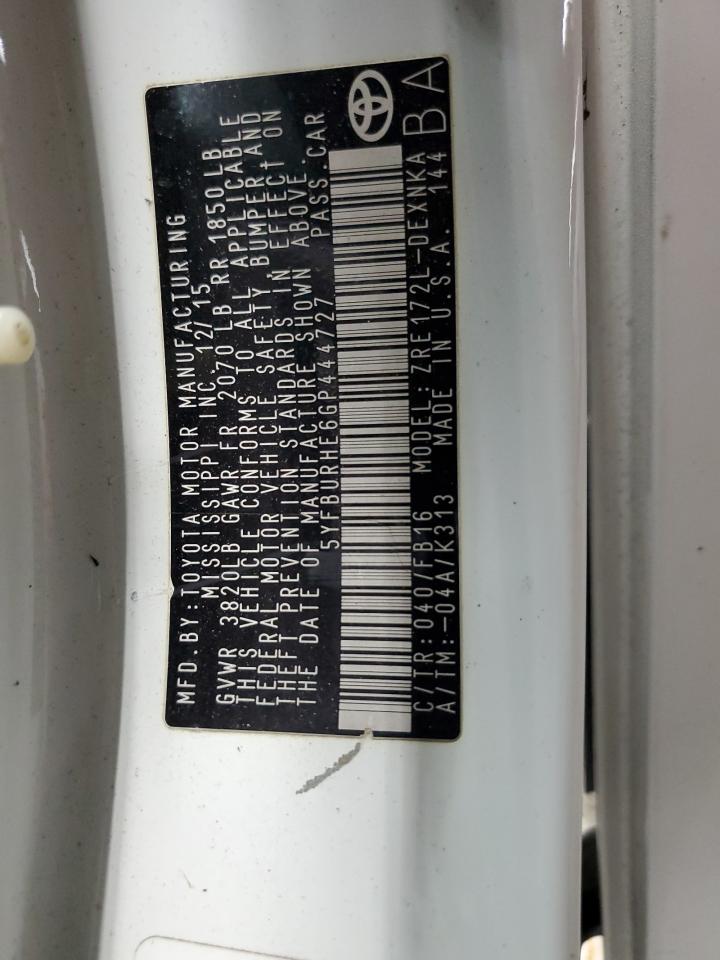 MFD.BY:TOYOTA MOTOR MANUFACTURING
MISSISSIPPI INC. 12/15
GVWR 3820LB GAWR FR 2070 LB RR 1850 LB
THIS VEHICLE CONFORMS TO ALL APPLICABLE
FEDERAL MOTOR VEHICLE SAFETY, BUMPER, AND
THEFT PREVENTION STANDARDS IN EFFECT ON
THE DATE OF MANUFACTURE SHOWN ABOVE.
5YFBURHE6GP444727 PASS.CAR
C/TR:040/FB16 MODEL:ZRE172L-DEXNKA
A/TM:-04A/K313 MADE IN U.S.A. 144
BA